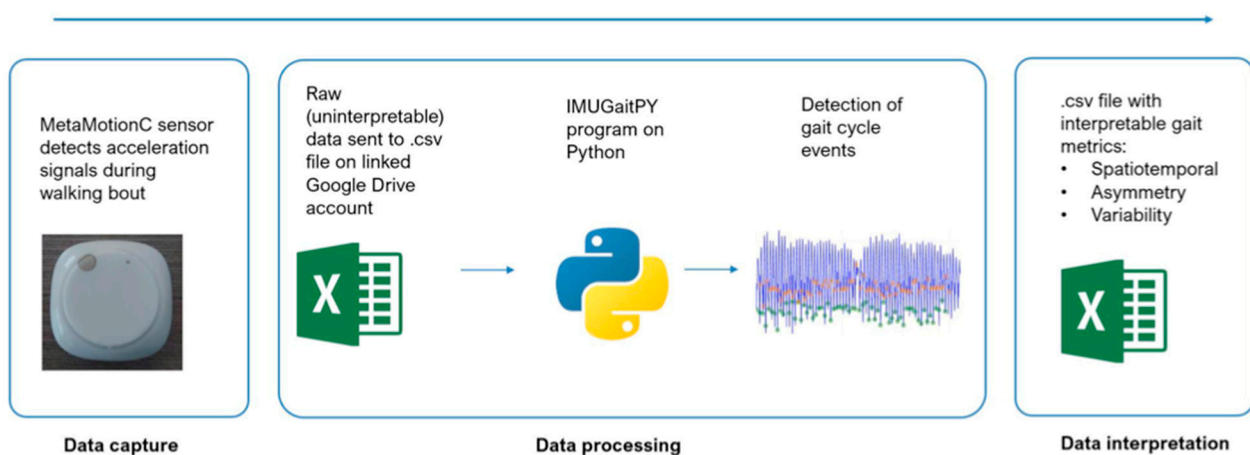 MetaMotionC sensor
detects acceleration
signals during
walking bout
Raw
(uninterpretable)
data sent to .csv
file on linked
Google Drive
account
X
IMUGaitPY
program on
Python
Detection of
gait cycle
events
.csv file with
interpretable gait
metrics:
• Spatiotemporal
• Asymmetry
• Variability
X
Data capture
Data processing
Data interpretation